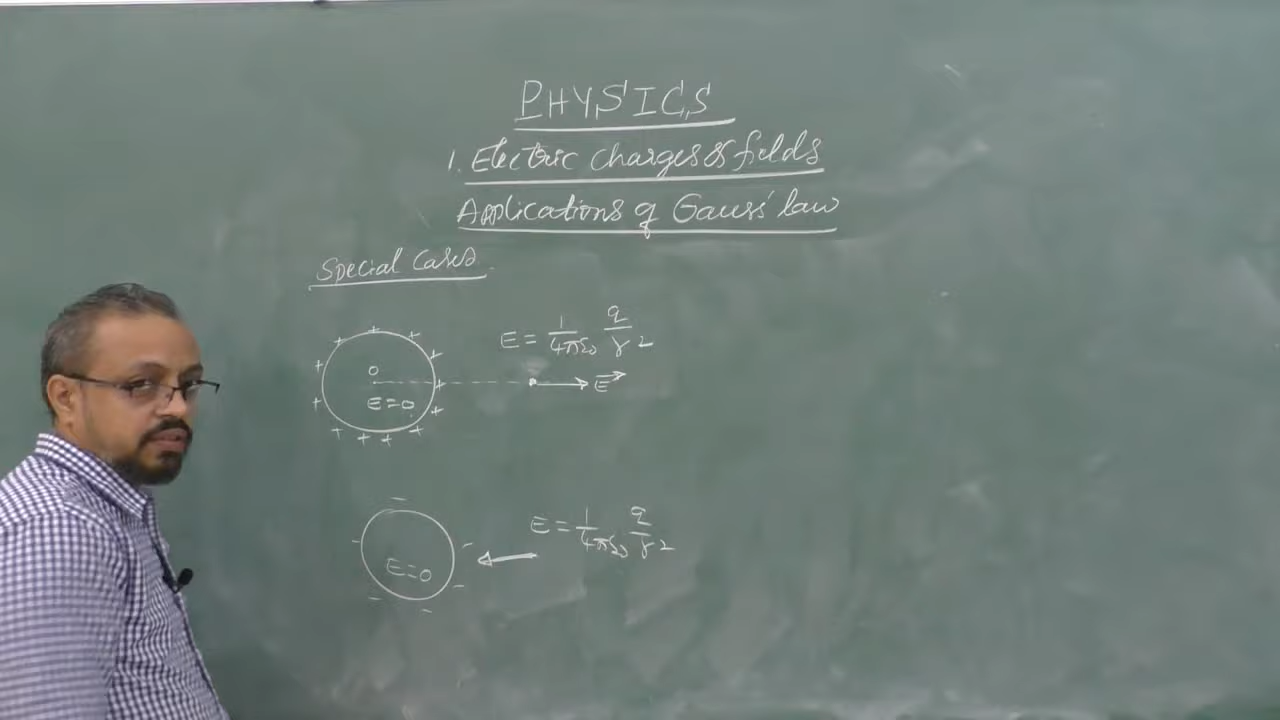 PHYSICS
1. Electric charges & fields
Applications of Gauss' law
Special Cases
E = 1/4πε0 q/r2
O
E⃗
E=0
E = 1/4πε0 q/r2
E=0